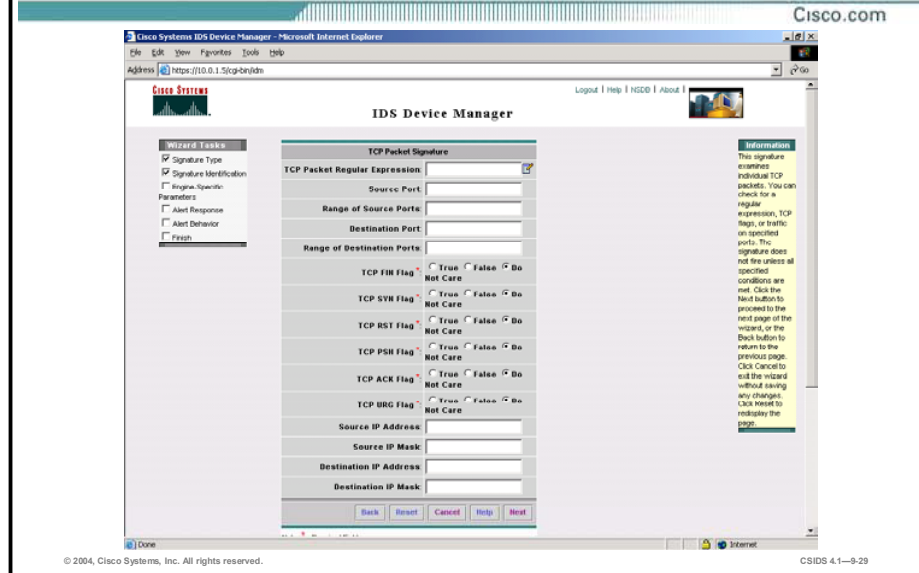 Cisco.com
Cisco Systems IDS Device Manager - Microsoft Internet Explorer
File Edit View Favorites Tools Help
Address https://10.0.1.5/cgi-bin/idm Go
CISCO SYSTEMS
Logout | Help | NSDB | About |
IDS Device Manager
Wizard Tasks
Signature Type
Signature Identification
Engine-Specific
Parameters
Alert Response
Alert Behavior
Finish
TCP Packet Signature
TCP Packet Regular Expression:
Source Port:
Range of Source Ports:
Destination Port:
Range of Destination Ports:
TCP FIN Flag *: True False Do
Not Care
TCP SYN Flag *: True False Do
Not Care
TCP RST Flag *: True False Do
Not Care
TCP PSH Flag *: True False Do
Not Care
TCP ACK Flag *: True False Do
Not Care
TCP URG Flag *: True False Do
Not Care
Source IP Address:
Source IP Mask:
Destination IP Address:
Destination IP Mask:
Back Reset Cancel Help Next
Information
This signature
examines
individual TCP
packets. You can
check for a
regular
expression, TCP
flags, or traffic
on specified
ports. The
signature does
not fire unless all
specified
conditions are
met. Click the
Next button to
proceed to the
next page of the
wizard, or the
Back button to
return to the
previous page.
Click Cancel to
exit the wizard
without saving
any changes.
Click Reset to
redisplay the
page.
Done
Internet
© 2004, Cisco Systems, Inc. All rights reserved.
CSIDS 4.1—9-29